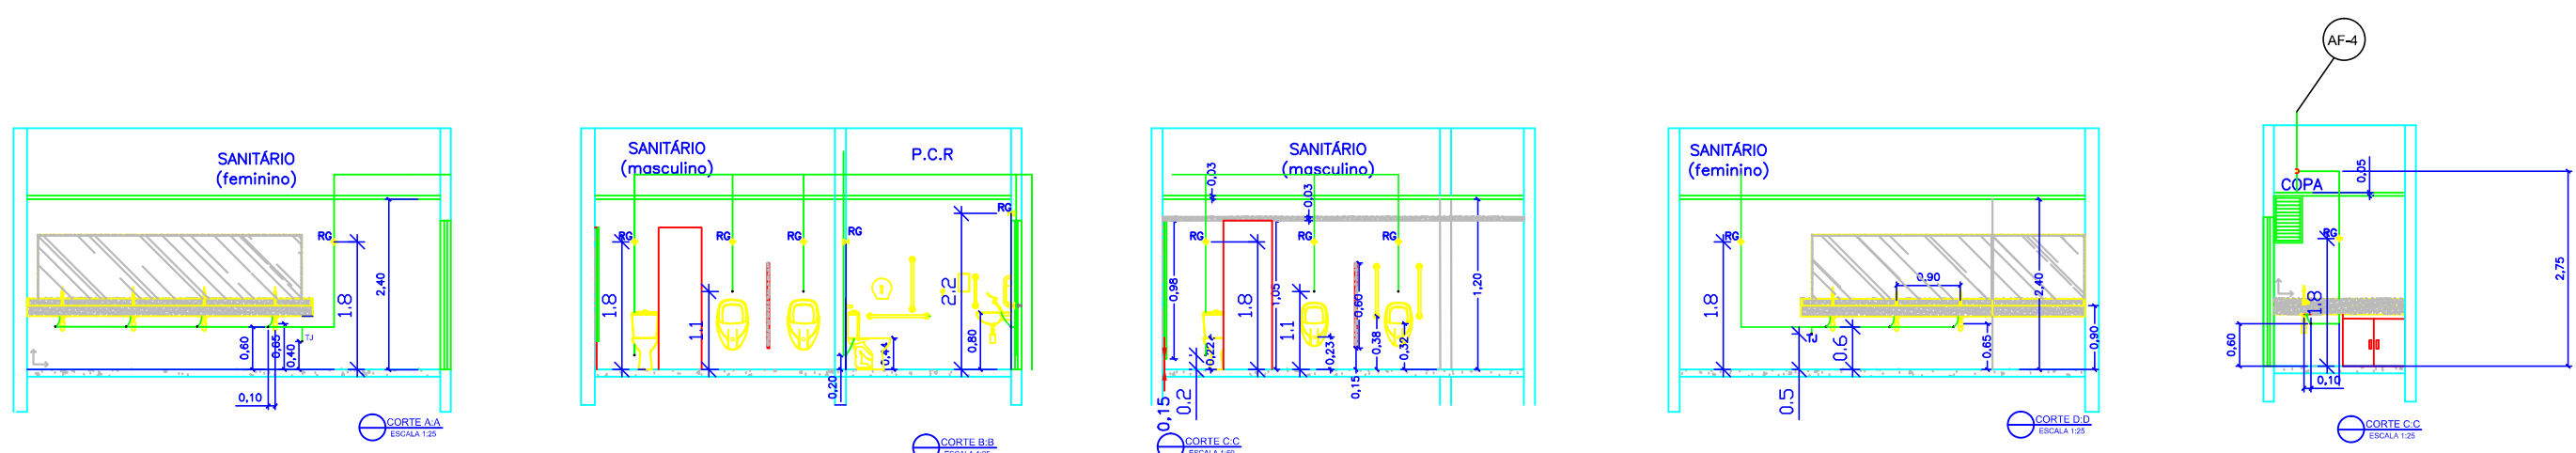 AF-4
SANITÁRIO
(feminino)
RG
1.8
2,40
0,60
0,65
0,40
TJ
0,10
CORTE A:A
ESCALA 1:25
SANITÁRIO
(masculino)
P.C.R
RG
RG
RG
RG
RG
1.8
1.1
2.2
0,44
0,80
0,20
CORTE B:B
ESCALA 1:25
SANITÁRIO
(masculino)
0,03
0,03
RG
RG
RG
0,98
1.8
1,05
1.1
0,60
1,20
0,22
0,23
0,38
0,32
0,15
0.2
0,15
CORTE C:C
ESCALA 1:50
SANITÁRIO
(feminino)
RG
1.8
0,90
2,40
TJ
0.6
0,65
0,90
0.5
CORTE D:D
ESCALA 1:25
COPA
0,05
RG
1.8
2,75
0,60
0,10
CORTE C:C
ESCALA 1:25